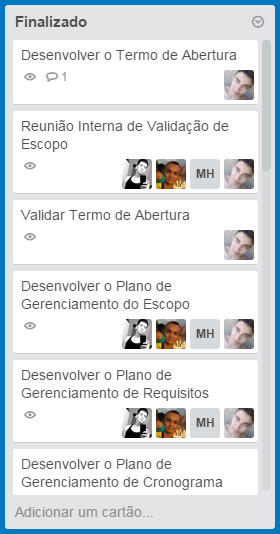 Finalizado
Desenvolver o Termo de Abertura
1
Reunião Interna de Validação de
Escopo
MH
Validar Termo de Abertura
Desenvolver o Plano de
Gerenciamento do Escopo
MH
Desenvolver o Plano de
Gerenciamento de Requisitos
MH
Desenvolver o Plano de
Gerenciamento de Cronograma
Adicionar um cartão...